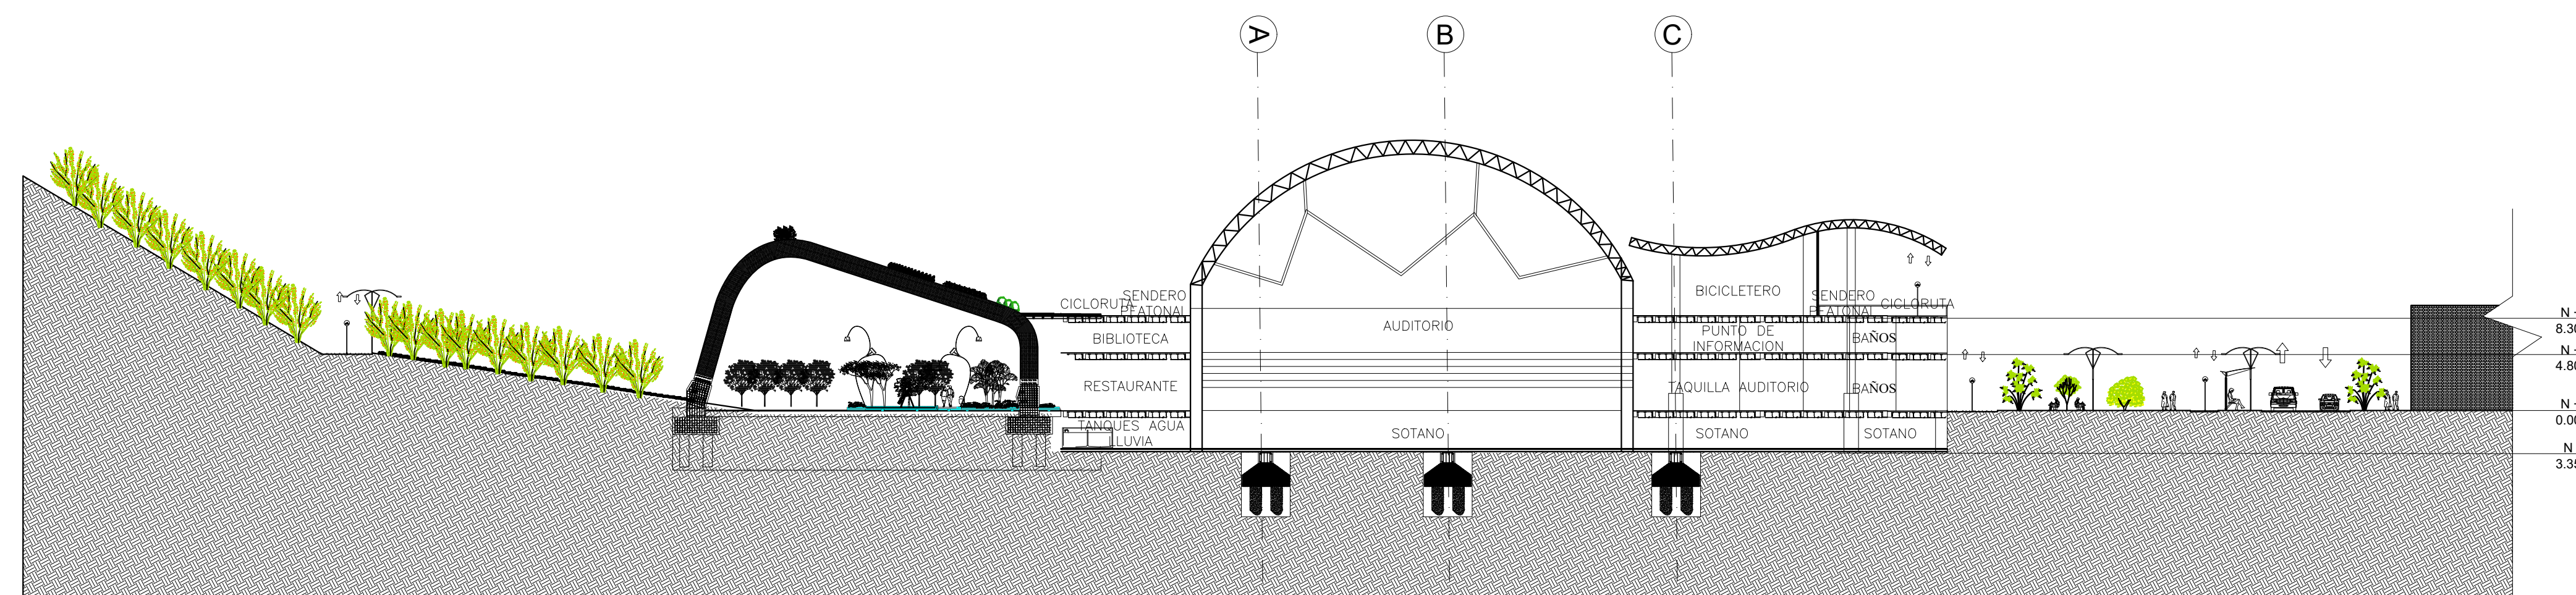 A
B
C
SENDERO
CICLORUTA
PEATONAL
BIBLIOTECA
RESTAURANTE
TANQUES AGUA
LLUVIA
AUDITORIO
SOTANO
BICICLETERO
SENDERO
PEATONAL
CICLORUTA
PUNTO DE
INFORMACION
BAÑOS
TAQUILLA AUDITORIO
BAÑOS
SOTANO
SOTANO
N +
8.30
N +
4.80
N +
0.00
N
3.35